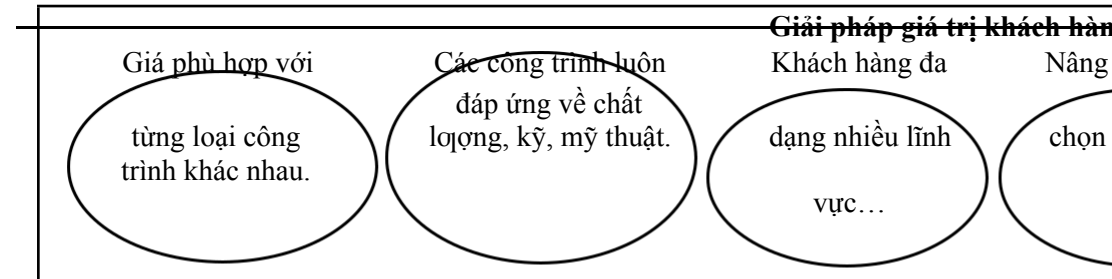 Giải pháp giá trị khách hàn
Giá phù hợp với
từng loại công
trình khác nhau.
Các công trình luôn
đáp ứng về chất
lƣợng, kỹ, mỹ thuật.
Khách hàng đa
dạng nhiều lĩnh
vực…
Nâng
chọn